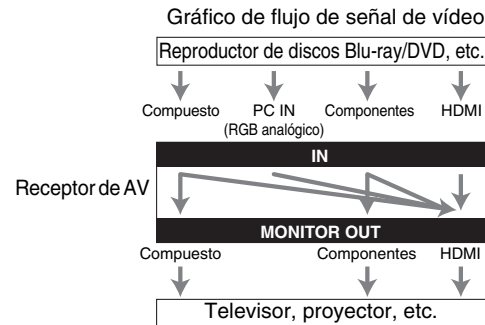 Gráfico de flujo de señal de vídeo
Reproductor de discos Blu-ray/DVD, etc.
Compuesto PC IN Componentes HDMI
(RGB analógico)
IN
Receptor de AV
MONITOR OUT
Compuesto Componentes HDMI
Televisor, proyector, etc.